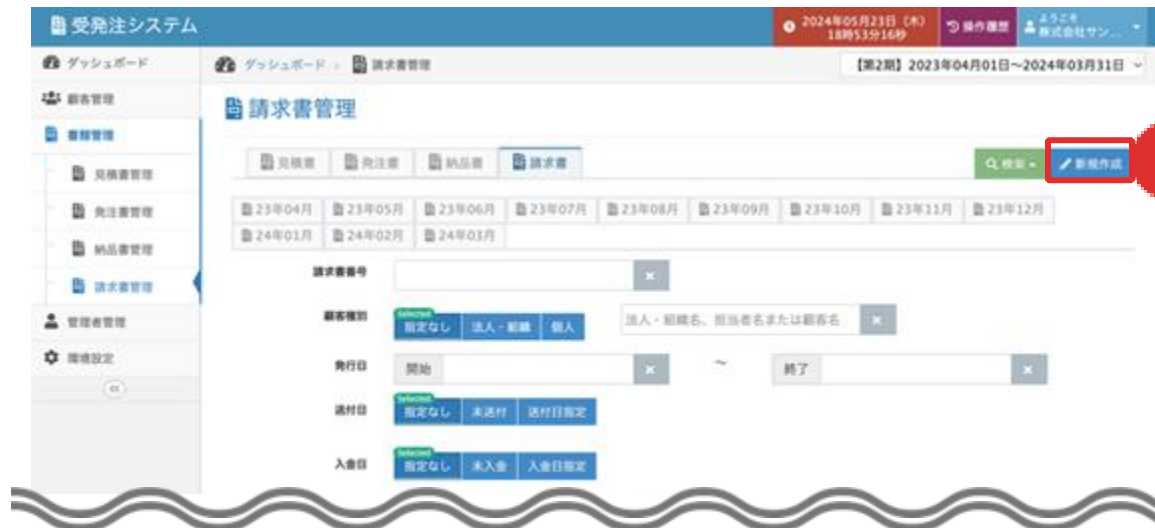 受発注システム
2024年05月23日（木）
18時53分16秒
操作履歴
ようこそ
株式会社サン...
ダッシュボード
ダッシュボード
請求書管理
【第2期】2023年04月01日～2024年03月31日
顧客管理
請求書管理
書類管理
見積書
発注書
納品書
請求書
検索
新規作成
見積書管理
発注書管理
納品書管理
請求書管理
管理者管理
環境設定
23年04月
23年05月
23年06月
23年07月
23年08月
23年09月
23年10月
23年11月
23年12月
24年01月
24年02月
24年03月
請求書番号
顧客種別
Selected
指定なし
法人・組織
個人
法人・組織名、担当者名または顧客名
発行日
開始
～
終了
送付日
Selected
指定なし
未送付
送付日指定
入金日
Selected
指定なし
未入金
入金日指定